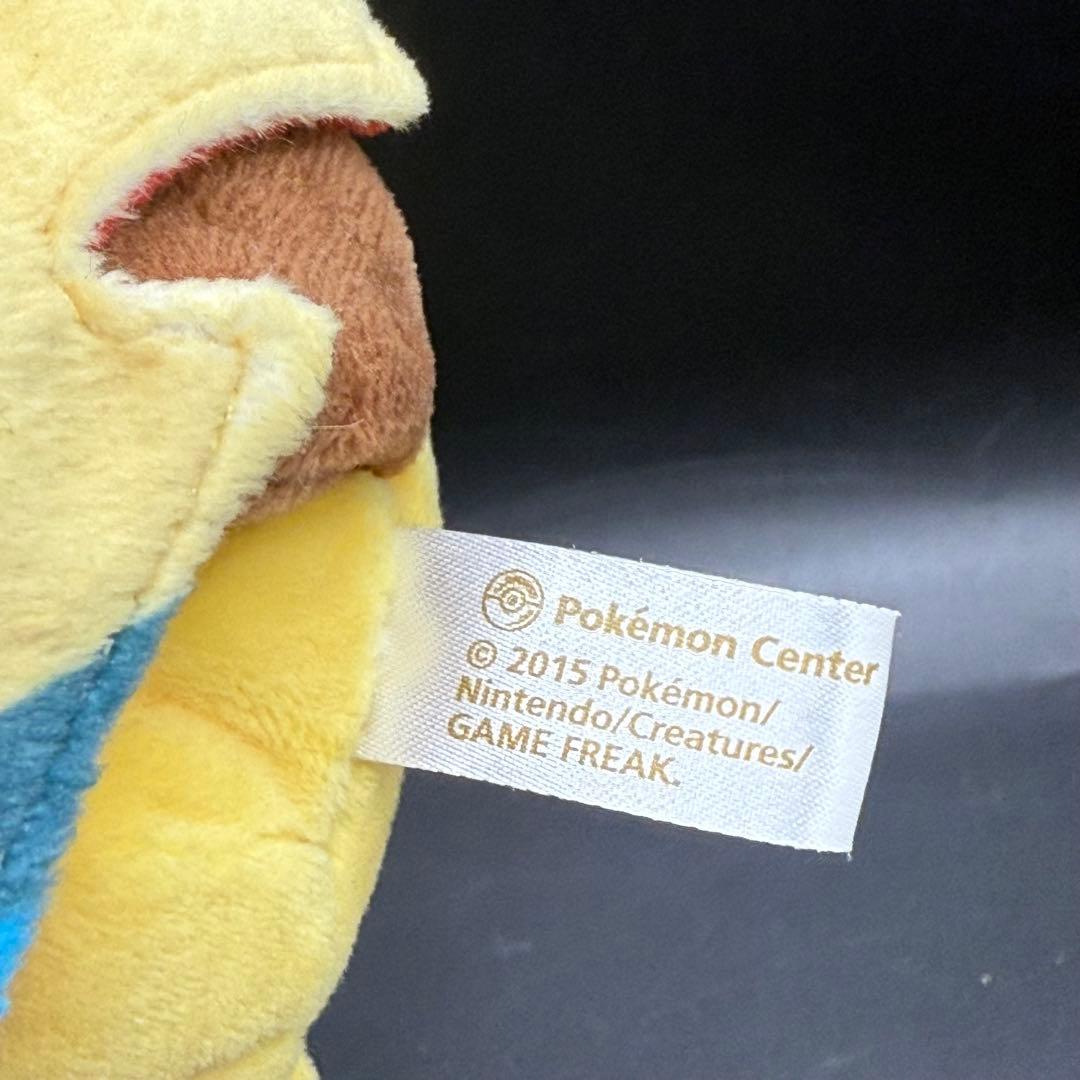 Pokémon Center
© 2015 Pokémon/
Nintendo/Creatures/
GAME FREAK.